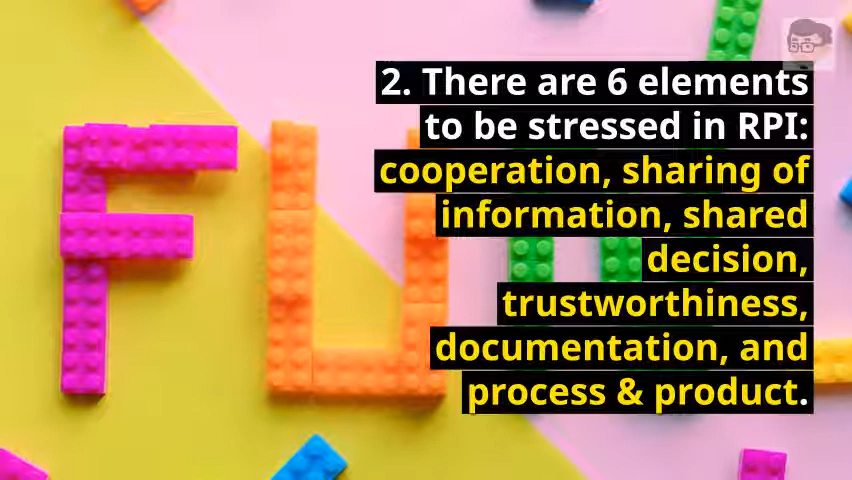 2. There are 6 elements
to be stressed in RPI:
cooperation, sharing of
information, shared
decision,
trustworthiness,
documentation, and
process & product.
FU